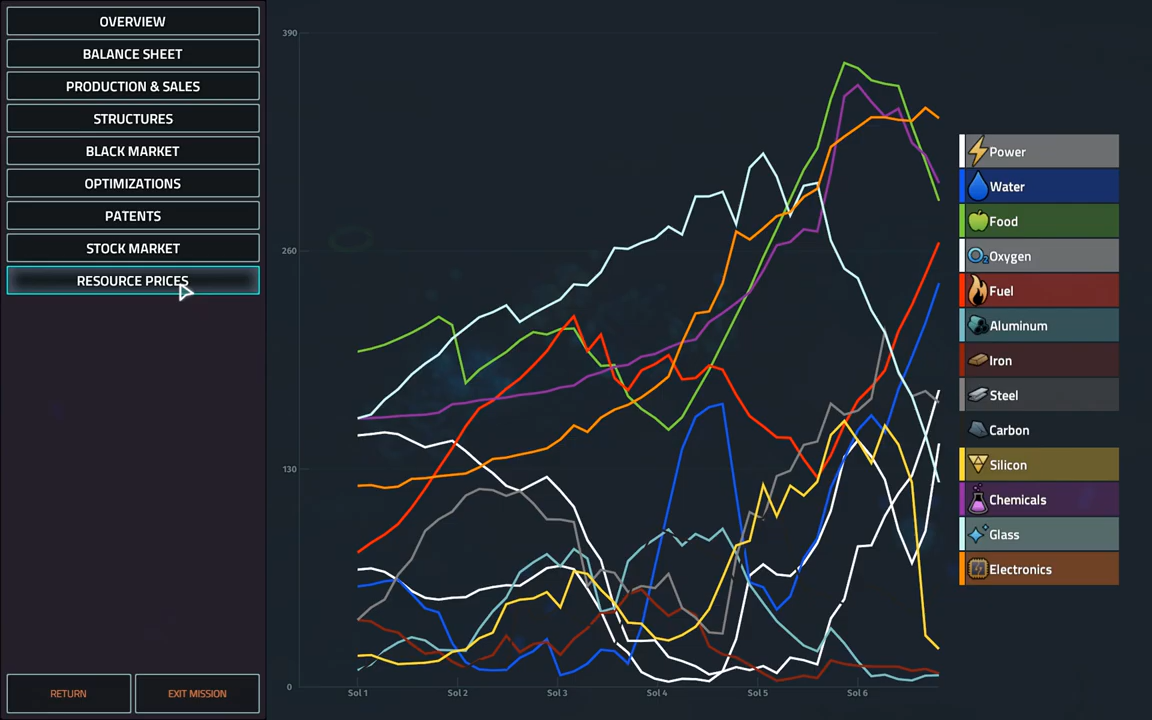 OVERVIEW
BALANCE SHEET
PRODUCTION & SALES
STRUCTURES
BLACK MARKET
OPTIMIZATIONS
PATENTS
STOCK MARKET
RESOURCE PRICES
RETURN
EXIT MISSION
390
260
130
0
Sol 1
Sol 2
Sol 3
Sol 4
Sol 5
Sol 6
Power
Water
Food
O2 Oxygen
Fuel
Aluminum
Iron
Steel
Carbon
Silicon
Chemicals
Glass
Electronics